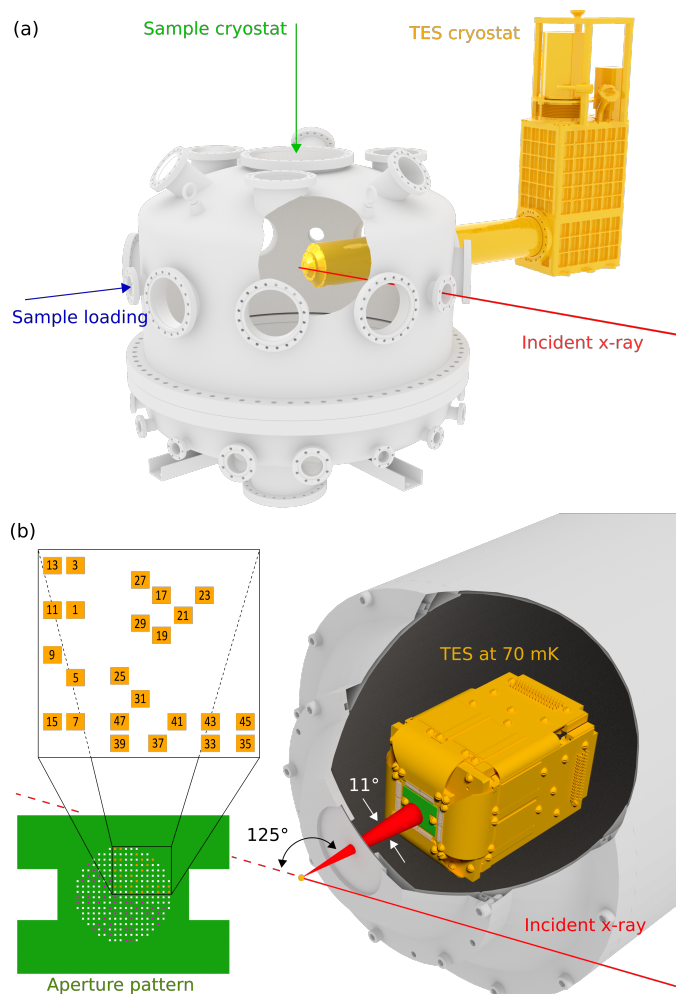 (a)
Sample cryostat
TES cryostat
Sample loading
Incident x-ray
(b)
13 3
27
17 23
11 1
21
29
19
9
5 25
31
15 7 47 41 43 45
39 37 33 35
TES at 70 mK
11°
125°
Incident x-ray
Aperture pattern